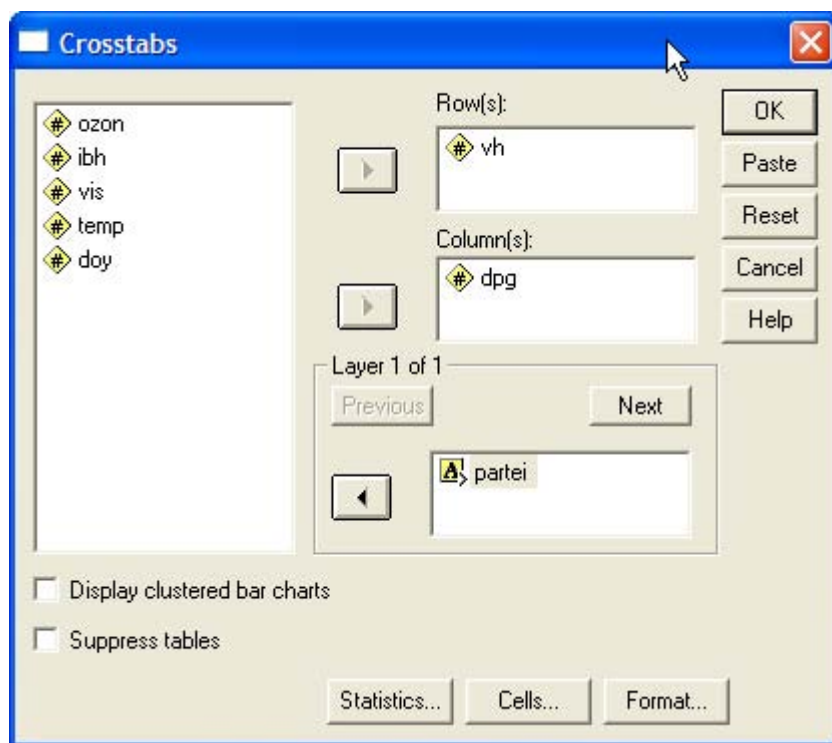 Crosstabs
ozon
ibh
vis
temp
doy
Row(s):
vh
Column(s):
dpg
Layer 1 of 1
Previous
Next
partei
OK
Paste
Reset
Cancel
Help
Display clustered bar charts
Suppress tables
Statistics...
Cells...
Format...